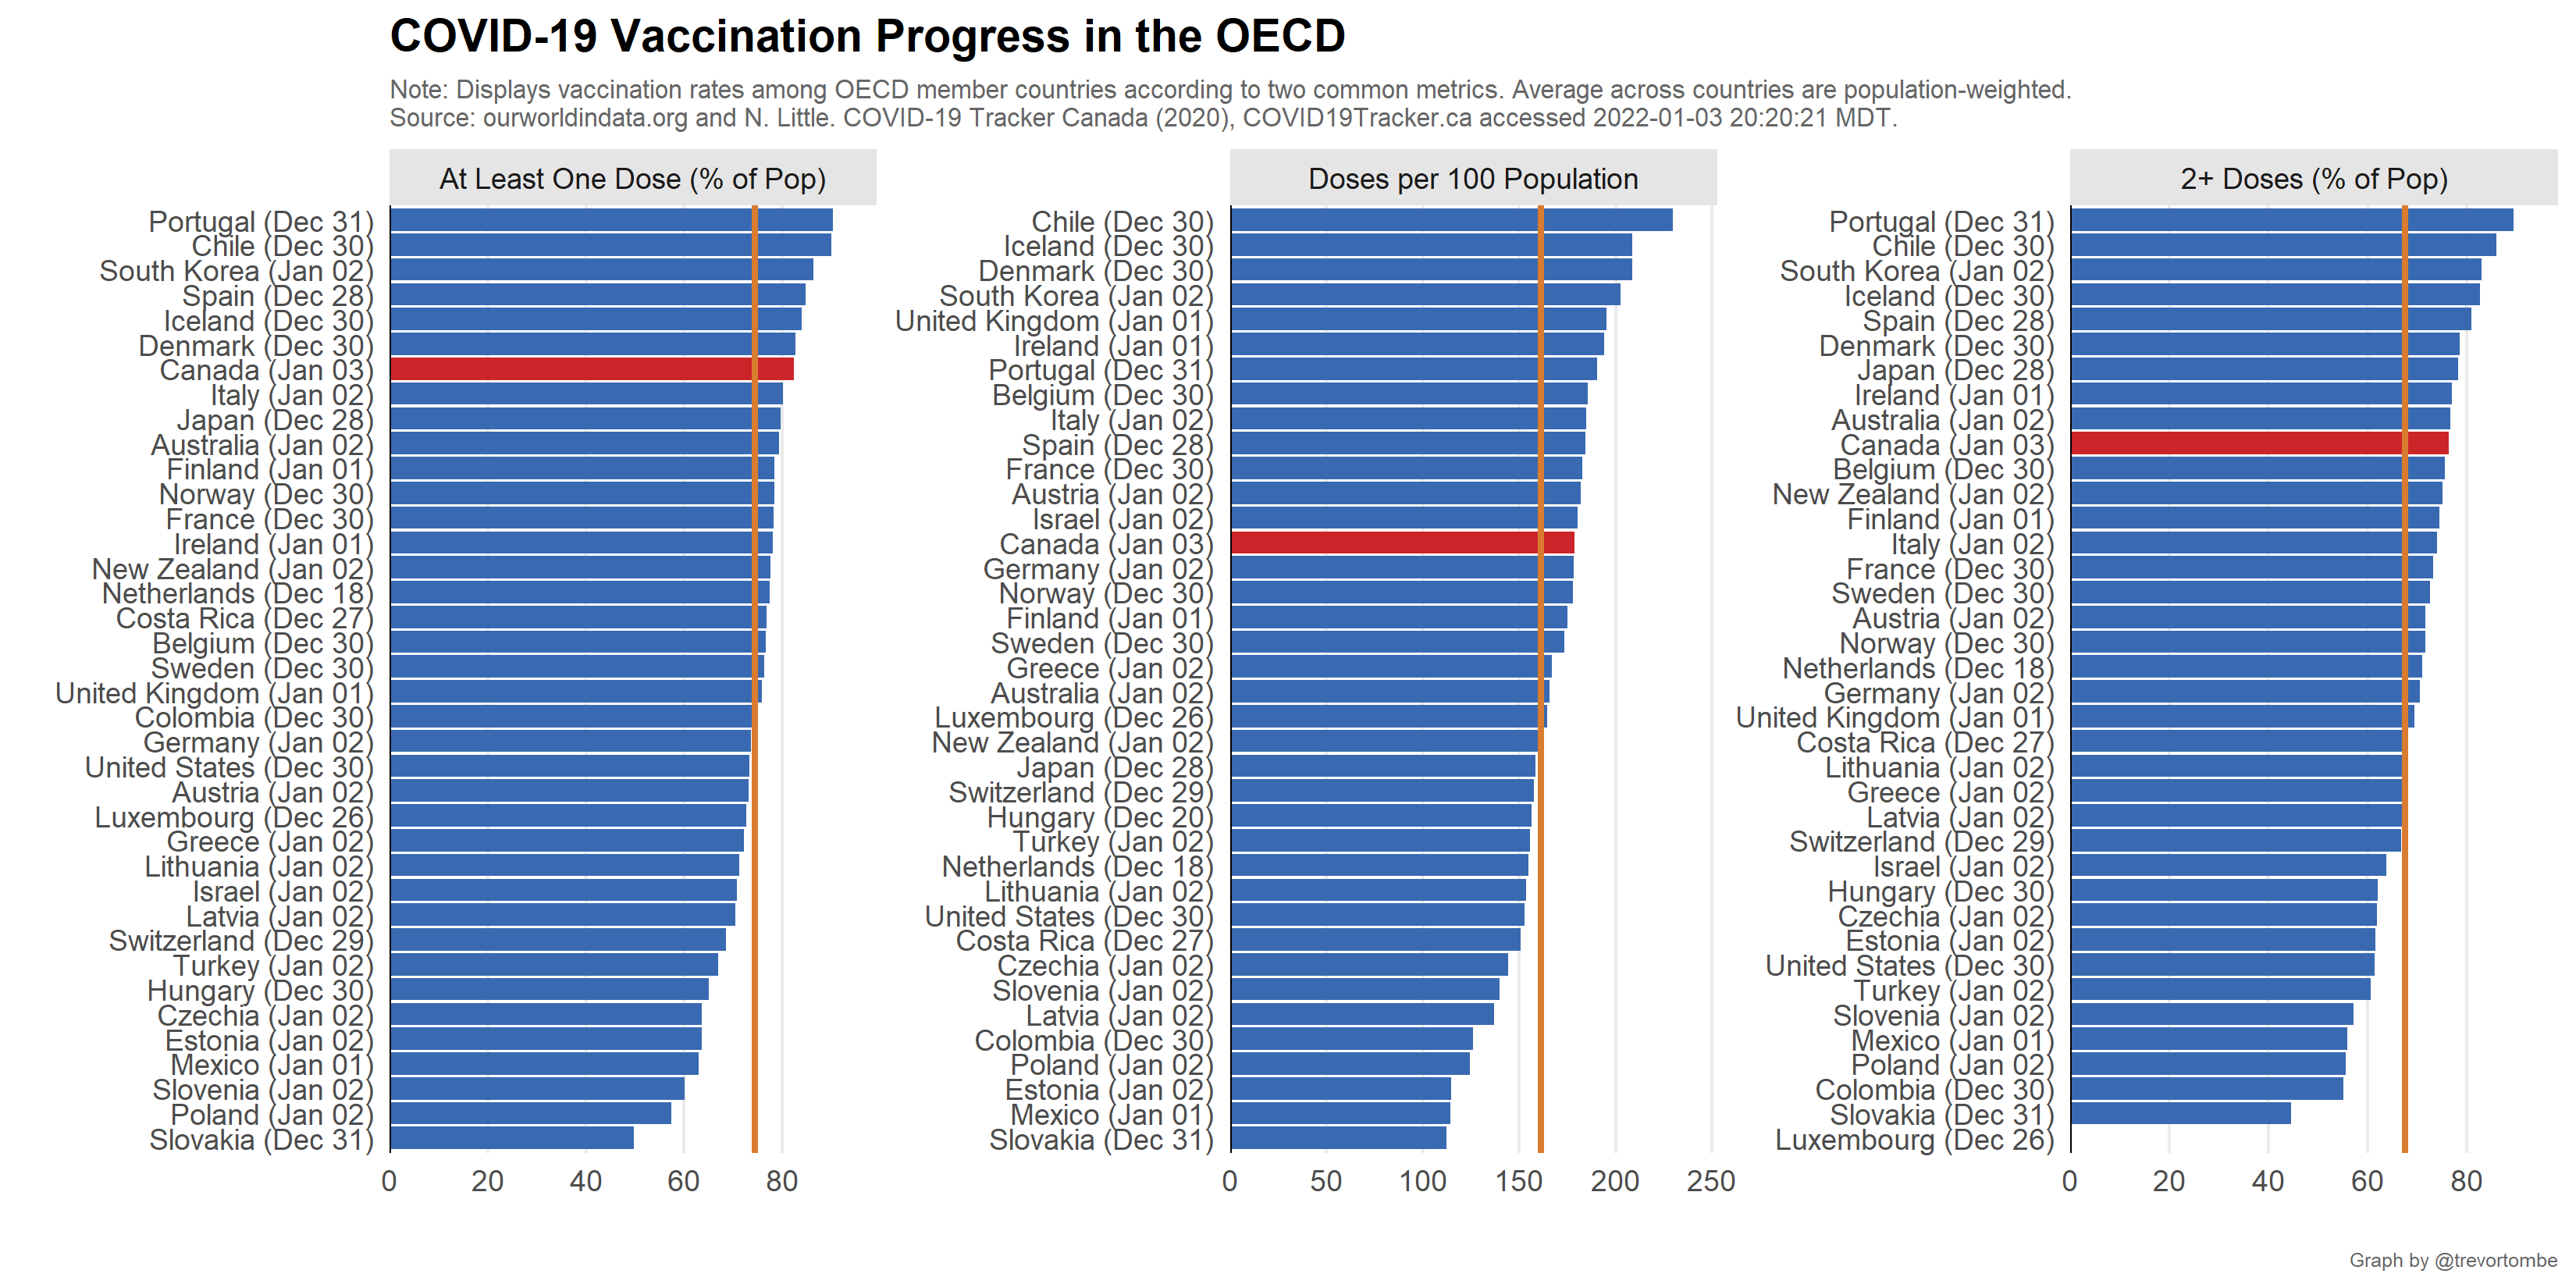 COVID-19 Vaccination Progress in the OECD
Note: Displays vaccination rates among OECD member countries according to two common metrics. Average across countries are population-weighted.
Source: ourworldindata.org and N. Little. COVID-19 Tracker Canada (2020), COVID19Tracker.ca accessed 2022-01-03 20:20:21 MDT.
At Least One Dose (% of Pop)
Portugal (Dec 31)
Chile (Dec 30)
South Korea (Jan 02)
Spain (Dec 28)
Iceland (Dec 30)
Denmark (Dec 30)
Canada (Jan 03)
Italy (Jan 02)
Japan (Dec 28)
Australia (Jan 02)
Finland (Jan 01)
Norway (Dec 30)
France (Dec 30)
Ireland (Jan 01)
New Zealand (Jan 02)
Netherlands (Dec 18)
Costa Rica (Dec 27)
Belgium (Dec 30)
Sweden (Dec 30)
United Kingdom (Jan 01)
Colombia (Dec 30)
Germany (Jan 02)
United States (Dec 30)
Austria (Jan 02)
Luxembourg (Dec 26)
Greece (Jan 02)
Lithuania (Jan 02)
Israel (Jan 02)
Latvia (Jan 02)
Switzerland (Dec 29)
Turkey (Jan 02)
Hungary (Dec 30)
Czechia (Jan 02)
Estonia (Jan 02)
Mexico (Jan 01)
Slovenia (Jan 02)
Poland (Jan 02)
Slovakia (Dec 31)
0 20 40 60 80
Doses per 100 Population
Chile (Dec 30)
Iceland (Dec 30)
Denmark (Dec 30)
South Korea (Jan 02)
United Kingdom (Jan 01)
Ireland (Jan 01)
Portugal (Dec 31)
Belgium (Dec 30)
Italy (Jan 02)
Spain (Dec 28)
France (Dec 30)
Austria (Jan 02)
Israel (Jan 02)
Canada (Jan 03)
Germany (Jan 02)
Norway (Dec 30)
Finland (Jan 01)
Sweden (Dec 30)
Greece (Jan 02)
Australia (Jan 02)
Luxembourg (Dec 26)
New Zealand (Jan 02)
Japan (Dec 28)
Switzerland (Dec 29)
Hungary (Dec 20)
Turkey (Jan 02)
Netherlands (Dec 18)
Lithuania (Jan 02)
United States (Dec 30)
Costa Rica (Dec 27)
Czechia (Jan 02)
Slovenia (Jan 02)
Latvia (Jan 02)
Colombia (Dec 30)
Poland (Jan 02)
Estonia (Jan 02)
Mexico (Jan 01)
Slovakia (Dec 31)
0 50 100 150 200 250
2+ Doses (% of Pop)
Portugal (Dec 31)
Chile (Dec 30)
South Korea (Jan 02)
Iceland (Dec 30)
Spain (Dec 28)
Denmark (Dec 30)
Japan (Dec 28)
Ireland (Jan 01)
Australia (Jan 02)
Canada (Jan 03)
Belgium (Dec 30)
New Zealand (Jan 02)
Finland (Jan 01)
Italy (Jan 02)
France (Dec 30)
Sweden (Dec 30)
Austria (Jan 02)
Norway (Dec 30)
Netherlands (Dec 18)
Germany (Jan 02)
United Kingdom (Jan 01)
Costa Rica (Dec 27)
Lithuania (Jan 02)
Greece (Jan 02)
Latvia (Jan 02)
Switzerland (Dec 29)
Israel (Jan 02)
Hungary (Dec 30)
Czechia (Jan 02)
Estonia (Jan 02)
United States (Dec 30)
Turkey (Jan 02)
Slovenia (Jan 02)
Mexico (Jan 01)
Poland (Jan 02)
Colombia (Dec 30)
Slovakia (Dec 31)
Luxembourg (Dec 26)
0 20 40 60 80
Graph by @trevortombe